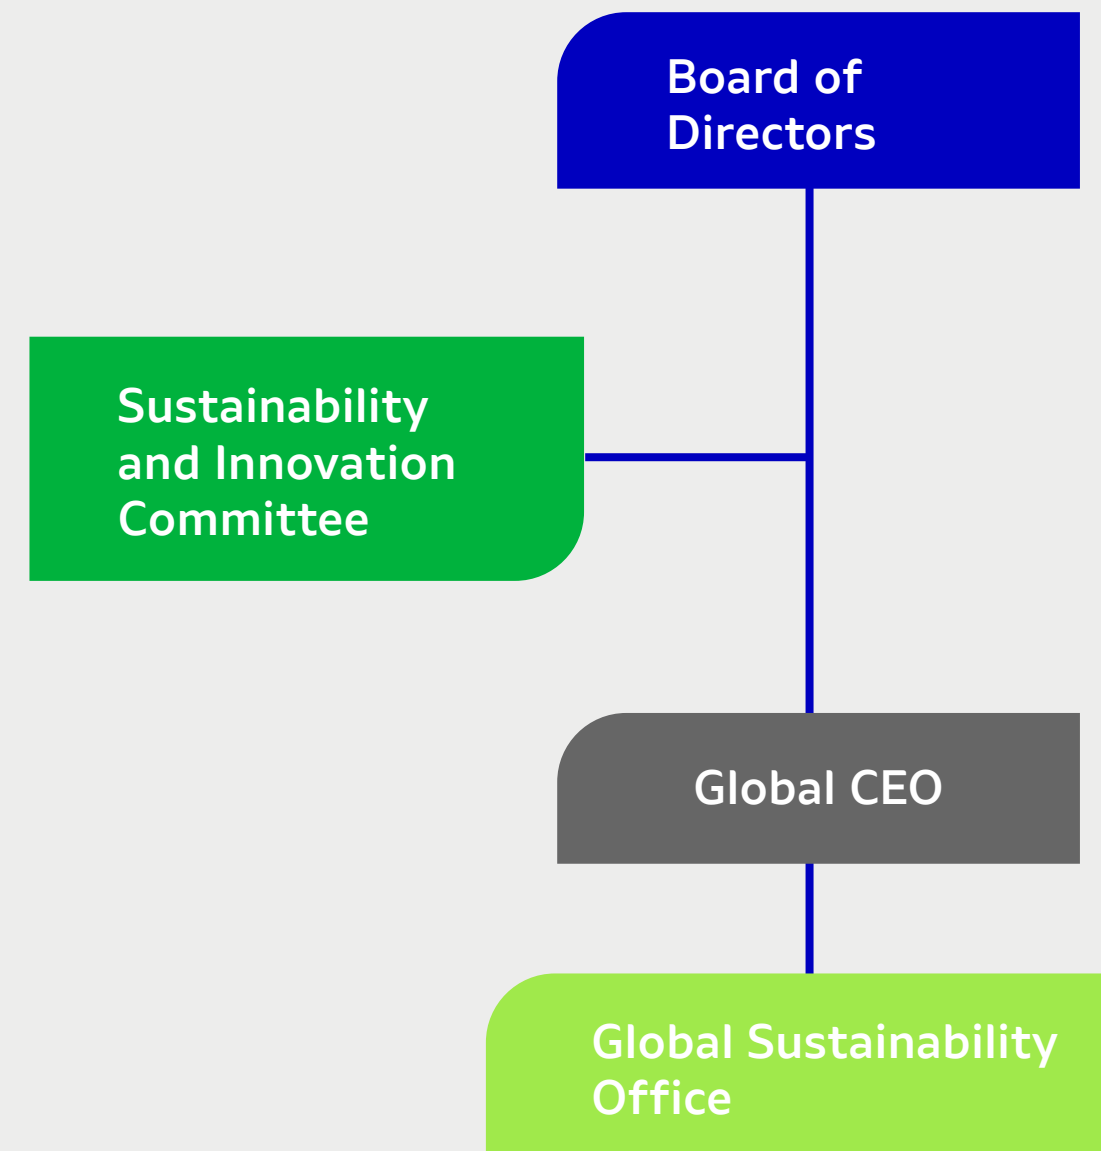 Board of
Directors
Sustainability
and Innovation
Committee
Global CEO
Global Sustainability
Office